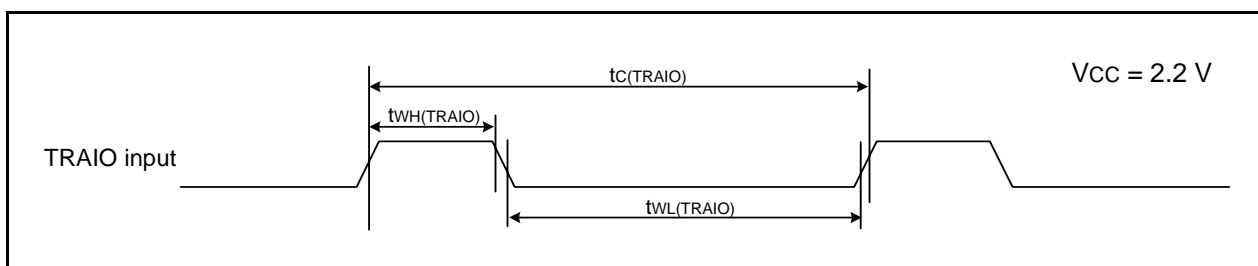 tC(TRAIO)
VCC = 2.2 V
tWH(TRAIO)
TRAIO input
tWL(TRAIO)